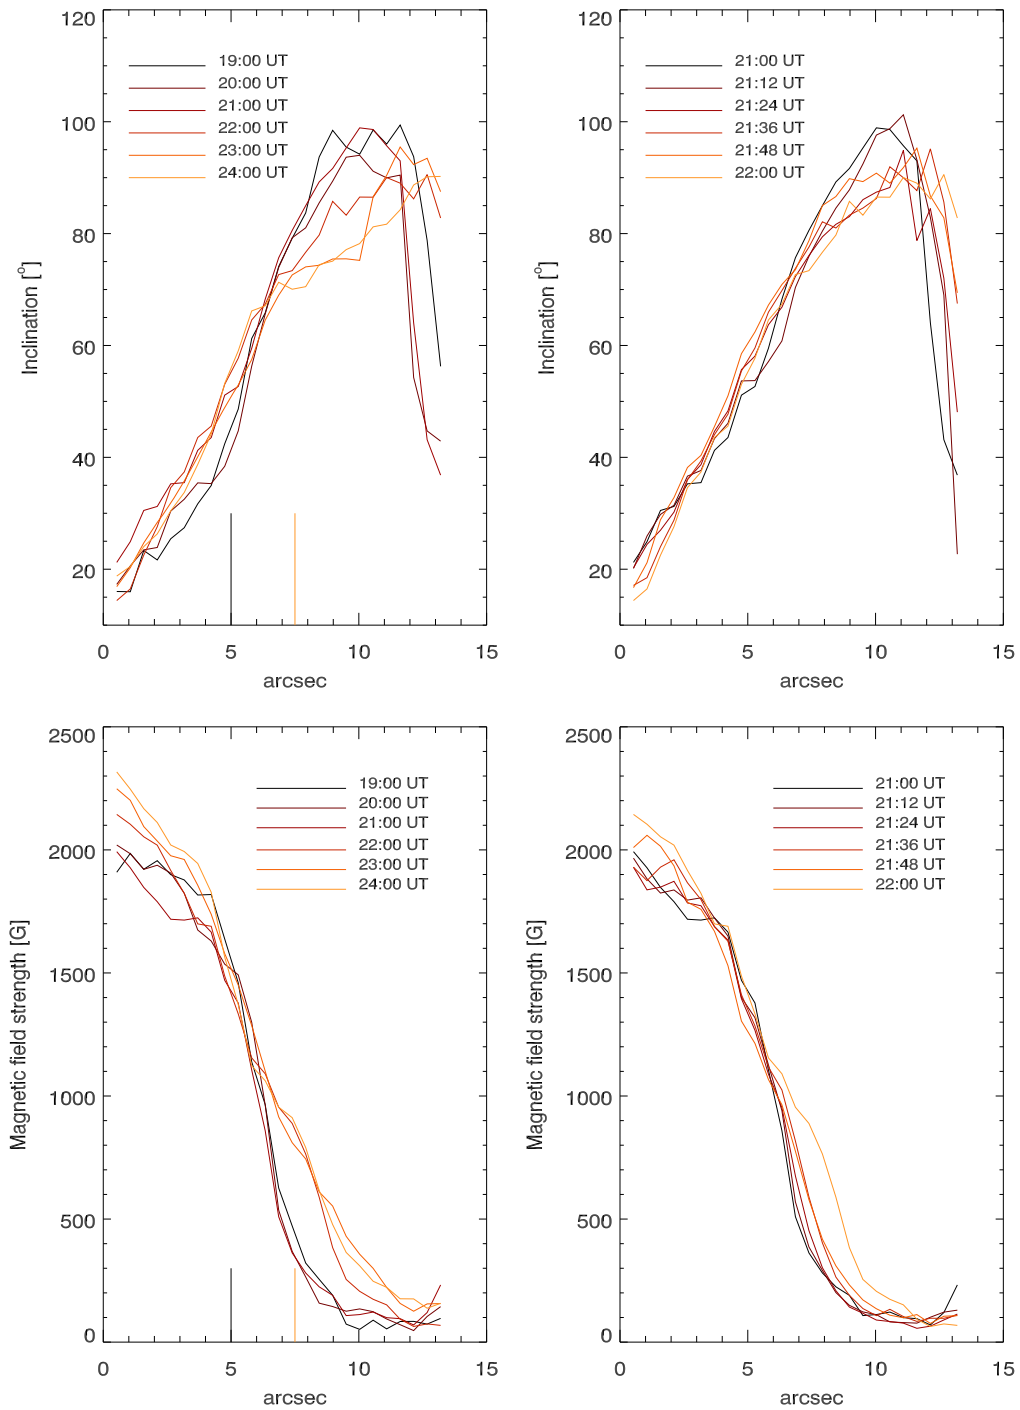 120
100
80
60
40
20
Inclination [°]
19:00 UT
20:00 UT
21:00 UT
22:00 UT
23:00 UT
24:00 UT
0 5 10 15
arcsec
120
100
80
60
40
20
Inclination [°]
21:00 UT
21:12 UT
21:24 UT
21:36 UT
21:48 UT
22:00 UT
0 5 10 15
arcsec
2500
2000
1500
1000
500
0
Magnetic field strength [G]
19:00 UT
20:00 UT
21:00 UT
22:00 UT
23:00 UT
24:00 UT
0 5 10 15
arcsec
2500
2000
1500
1000
500
0
Magnetic field strength [G]
21:00 UT
21:12 UT
21:24 UT
21:36 UT
21:48 UT
22:00 UT
0 5 10 15
arcsec